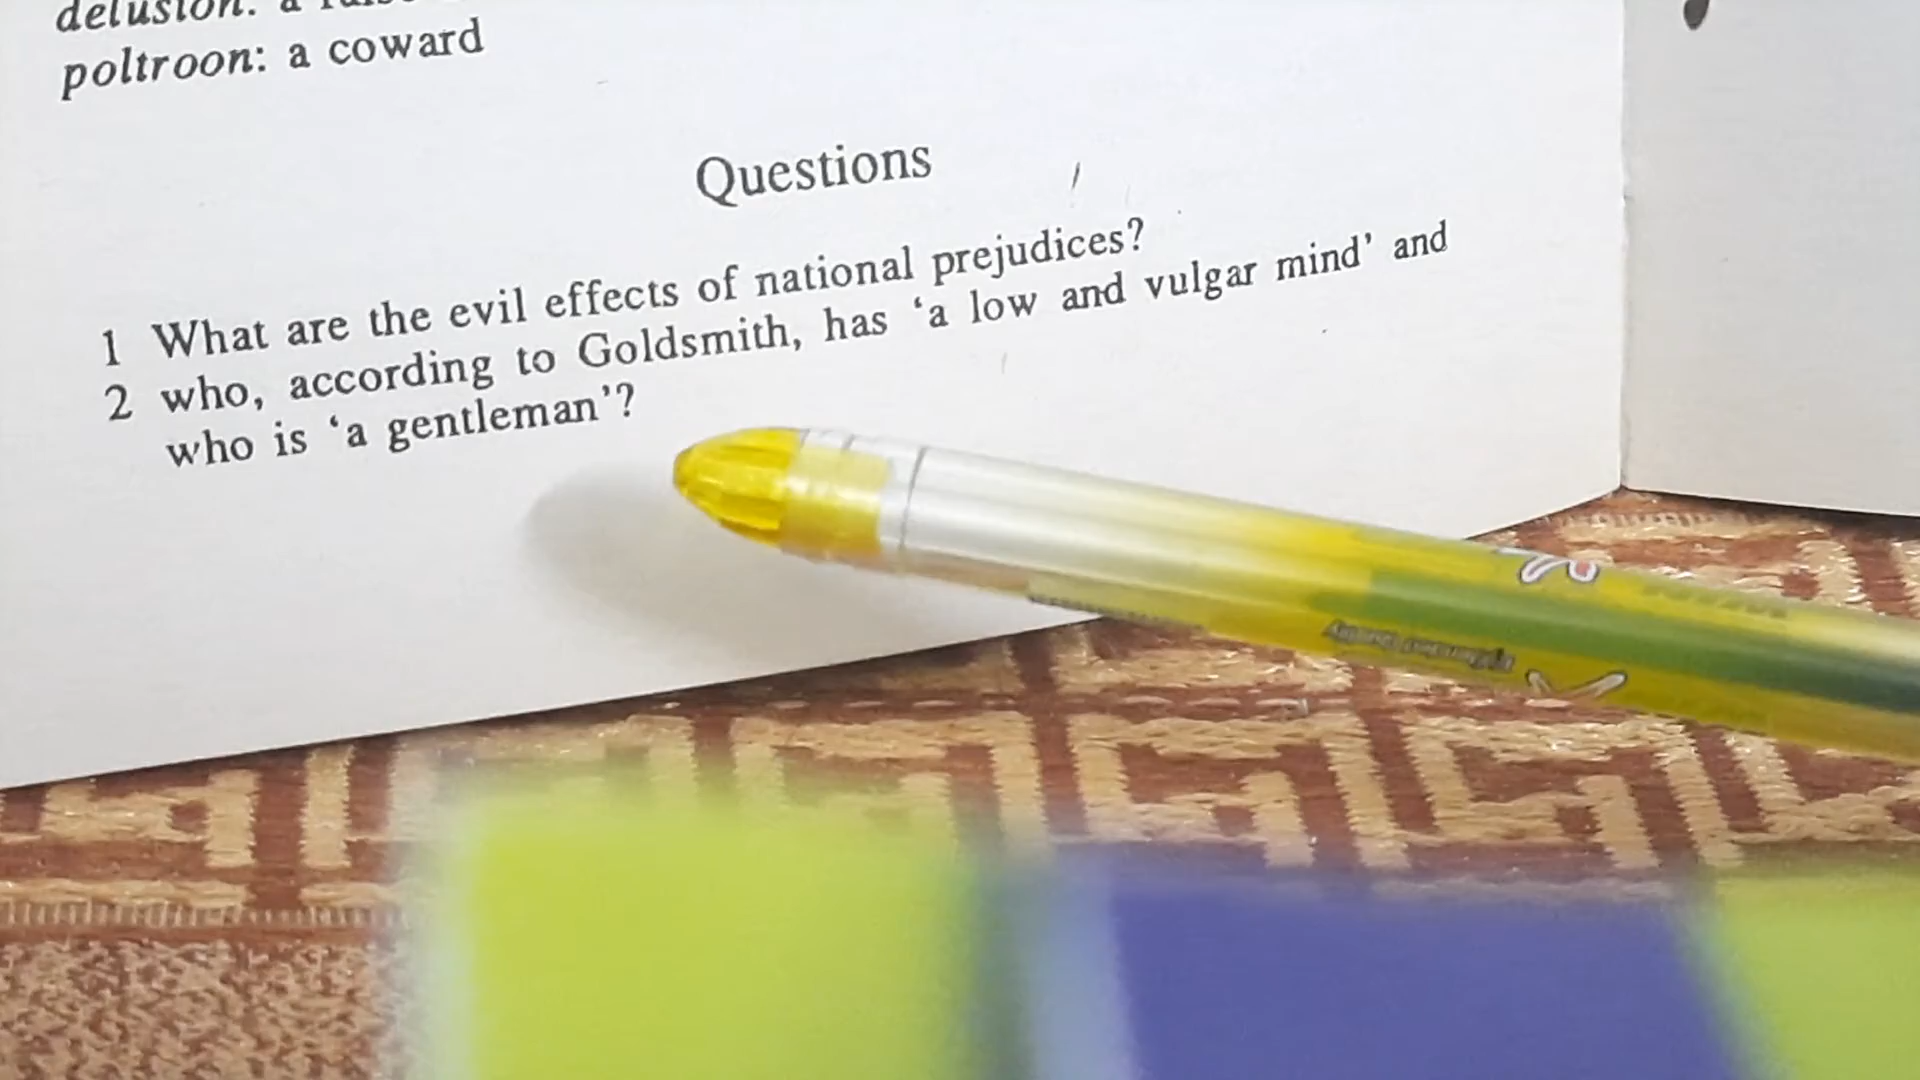 delusion: a
poltroon: a coward
Questions
1 What are the evil effects of national prejudices?
2 who, according to Goldsmith, has ‘a low and vulgar mind’ and
who is ‘a gentleman’?